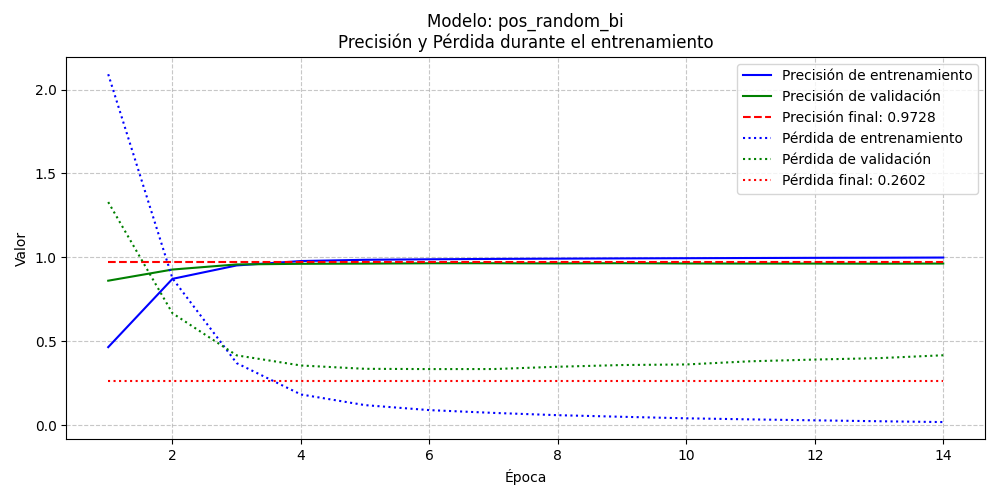 Modelo: pos_random_bi
Precisión y Pérdida durante el entrenamiento
Precisión de entrenamiento
Precisión de validación
Precisión final: 0.9728
Pérdida de entrenamiento
Pérdida de validación
Pérdida final: 0.2602
Valor
2.0
1.5
1.0
0.5
0.0
2 4 6 8 10 12 14
Época